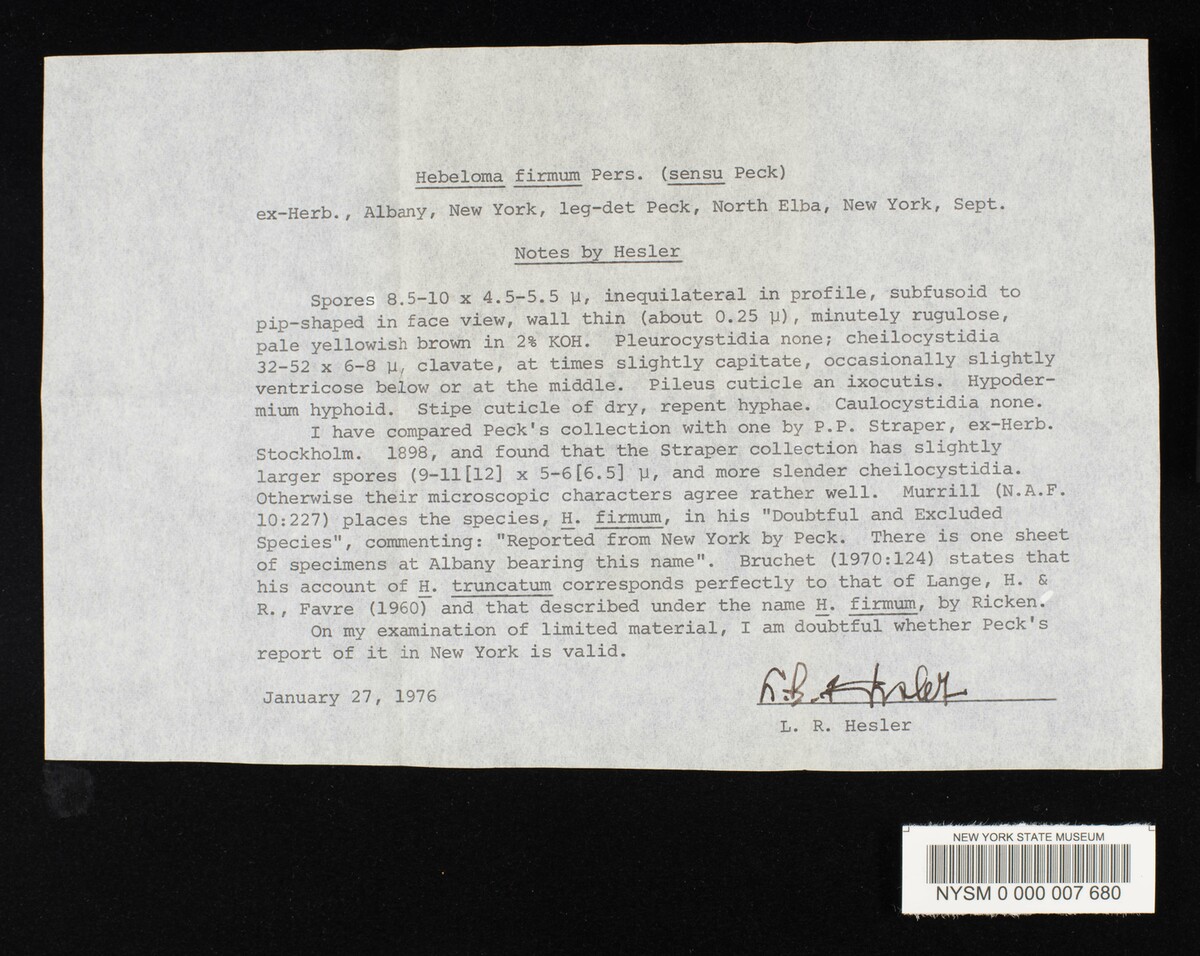 Hebeloma firmum Pers. (sensu Peck)
ex-Herb., Albany, New York, leg-det Peck, North Elba, New York, Sept.
Notes by Hesler
Spores 8.5-10 x 4.5-5.5 µ, inequilateral in profile, subfusoid to
pip-shaped in face view, wall thin (about 0.25 µ), minutely rugulose,
pale yellowish brown in 2% KOH. Pleurocystidia none; cheilocystidia
32-52 x 6-8 µ, clavate, at times slightly capitate, occasionally slightly
ventricose below or at the middle. Pileus cuticle an ixocutis. Hypoder-
mium hyphoid. Stipe cuticle of dry, repent hyphae. Caulocystidia none.
I have compared Peck's collection with one by P.P. Straper, ex-Herb.
Stockholm. 1898, and found that the Straper collection has slightly
larger spores (9-11[12] x 5-6[6.5] µ, and more slender cheilocystidia.
Otherwise their microscopic characters agree rather well. Murrill (N.A.F.
10:227) places the species, H. firmum, in his "Doubtful and Excluded
Species", commenting: "Reported from New York by Peck. There is one sheet
of specimens at Albany bearing this name". Bruchet (1970:124) states that
his account of H. truncatum corresponds perfectly to that of Lange, H. &
R., Favre (1960) and that described under the name H. firmum, by Ricken.
On my examination of limited material, I am doubtful whether Peck's
report of it in New York is valid.
January 27, 1976
L. R. Hesler
L. R. Hesler
NEW YORK STATE MUSEUM
NYSM 0 000 007 680